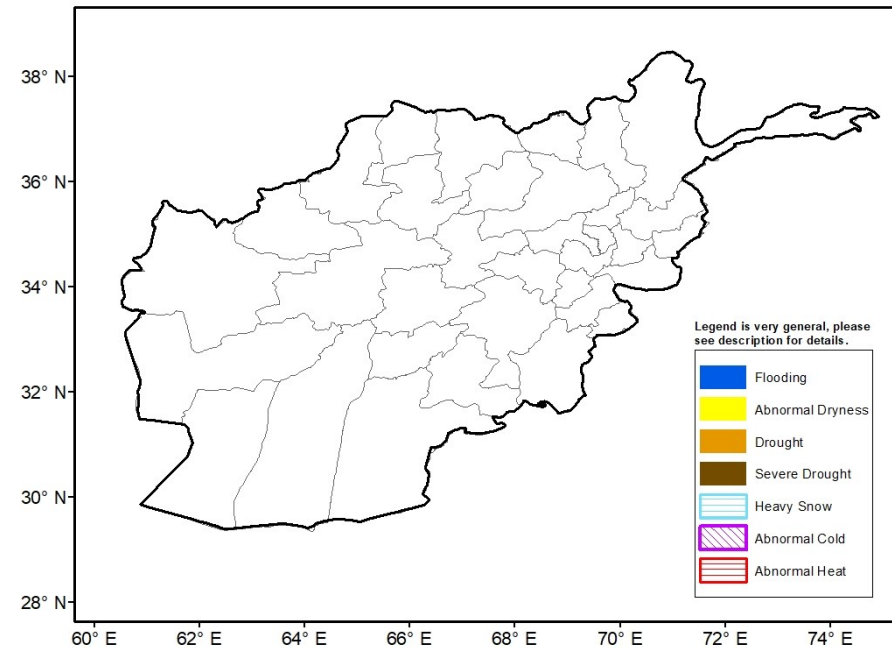 38° N
36° N
34° N
32° N
30° N
28° N
Legend is very general, please
see description for details.
Flooding
Abnormal Dryness
Drought
Severe Drought
Heavy Snow
Abnormal Cold
Abnormal Heat
60° E 62° E 64° E 66° E 68° E 70° E 72° E 74° E